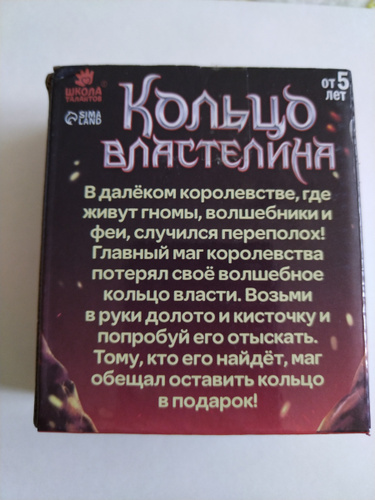 ШКОЛА
ТАЛАНТОВ
SIMA
LAND
Кольцо
властелина
от 5
лет
В далёком королевстве, где
живут гномы, волшебники и
феи, случился переполох!
Главный маг королевства
потерял своё волшебное
кольцо власти. Возьми
в руки долото и кисточку и
попробуй его отыскать.
Тому, кто его найдёт, маг
обещал оставить кольцо
в подарок!